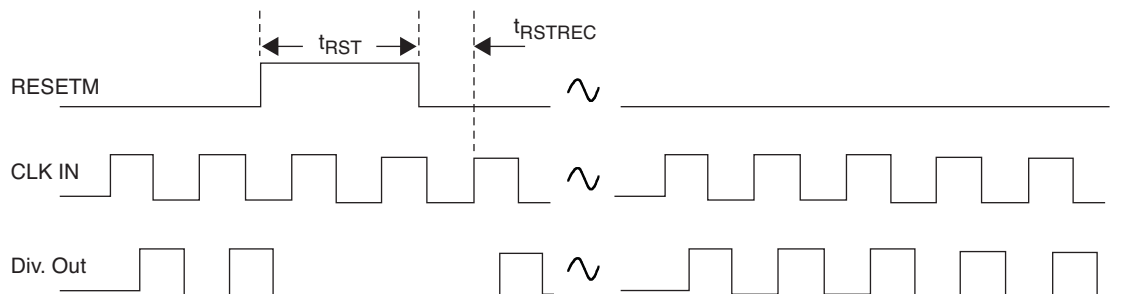 tRST
tRSTREC
RESETM
CLK IN
Div. Out